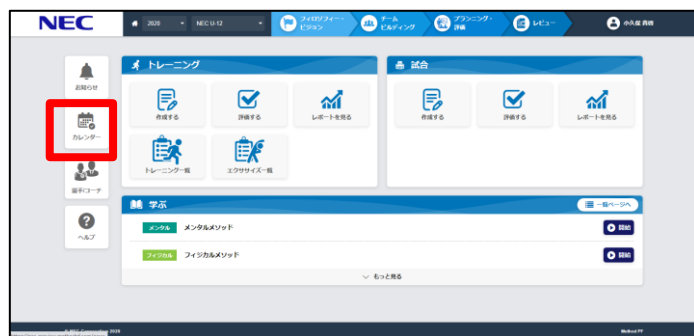 NEC
2020
NEC U-12
フィロソフィー・
ビジョン
チーム
ビルディング
プランニング・
評価
レビュー
お知らせ
カレンダー
選手/コーチ
ヘルプ
トレーニング
作成する
評価する
レポートを見る
トレーニング一覧
エクササイズ一覧
試合
作成する
評価する
レポートを見る
学ぶ
一覧ページへ
メンタル
メンタルメソッド
開始
フィジカル
フィジカルメソッド
開始
もっと見る
Method PF